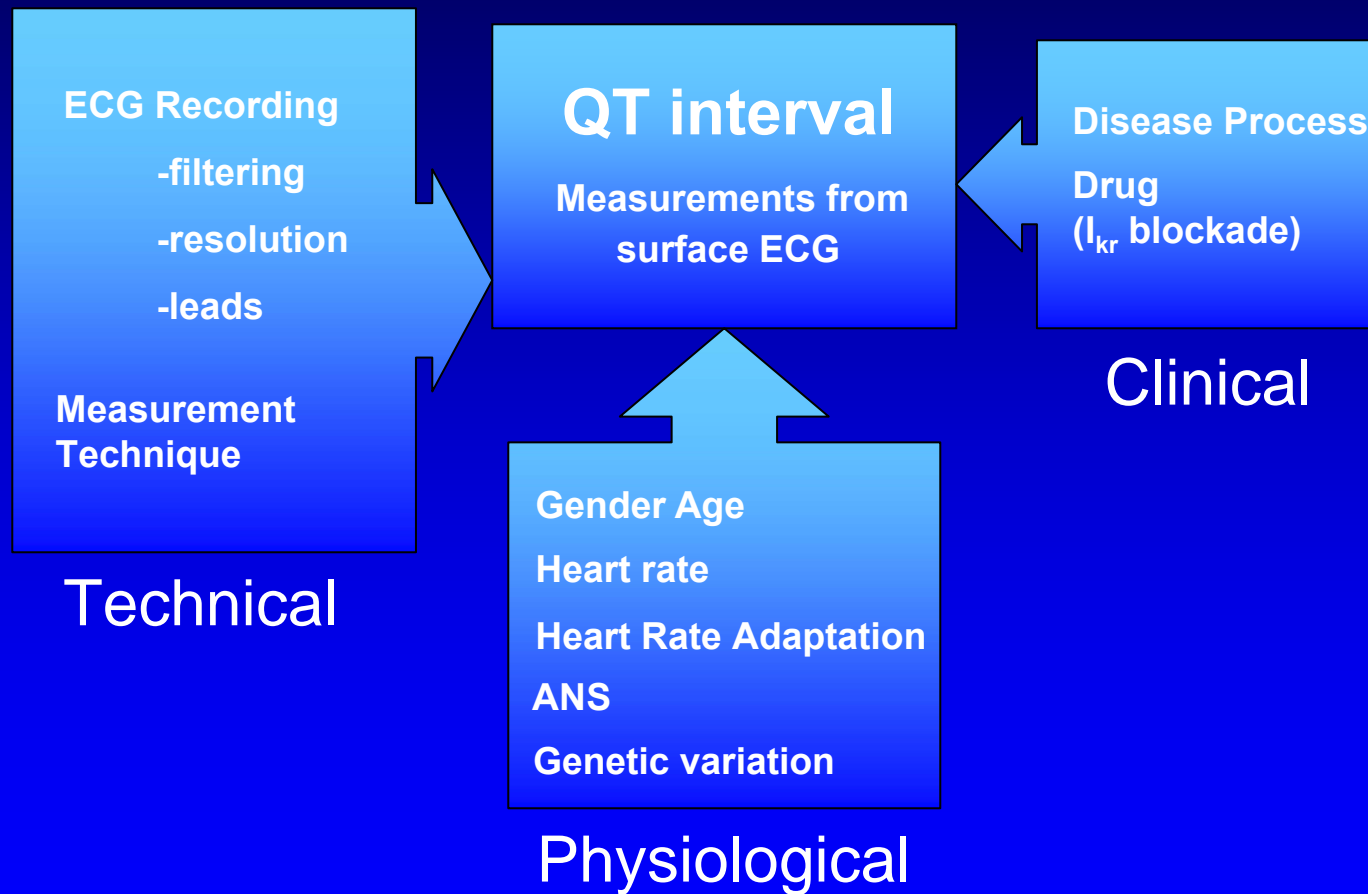 ECG Recording
-filtering
-resolution
-leads
Measurement
Technique
Technical
QT interval
Measurements from
surface ECG
Disease Process
Drug
(Ikr blockade)
Clinical
Gender Age
Heart rate
Heart Rate Adaptation
ANS
Genetic variation
Physiological